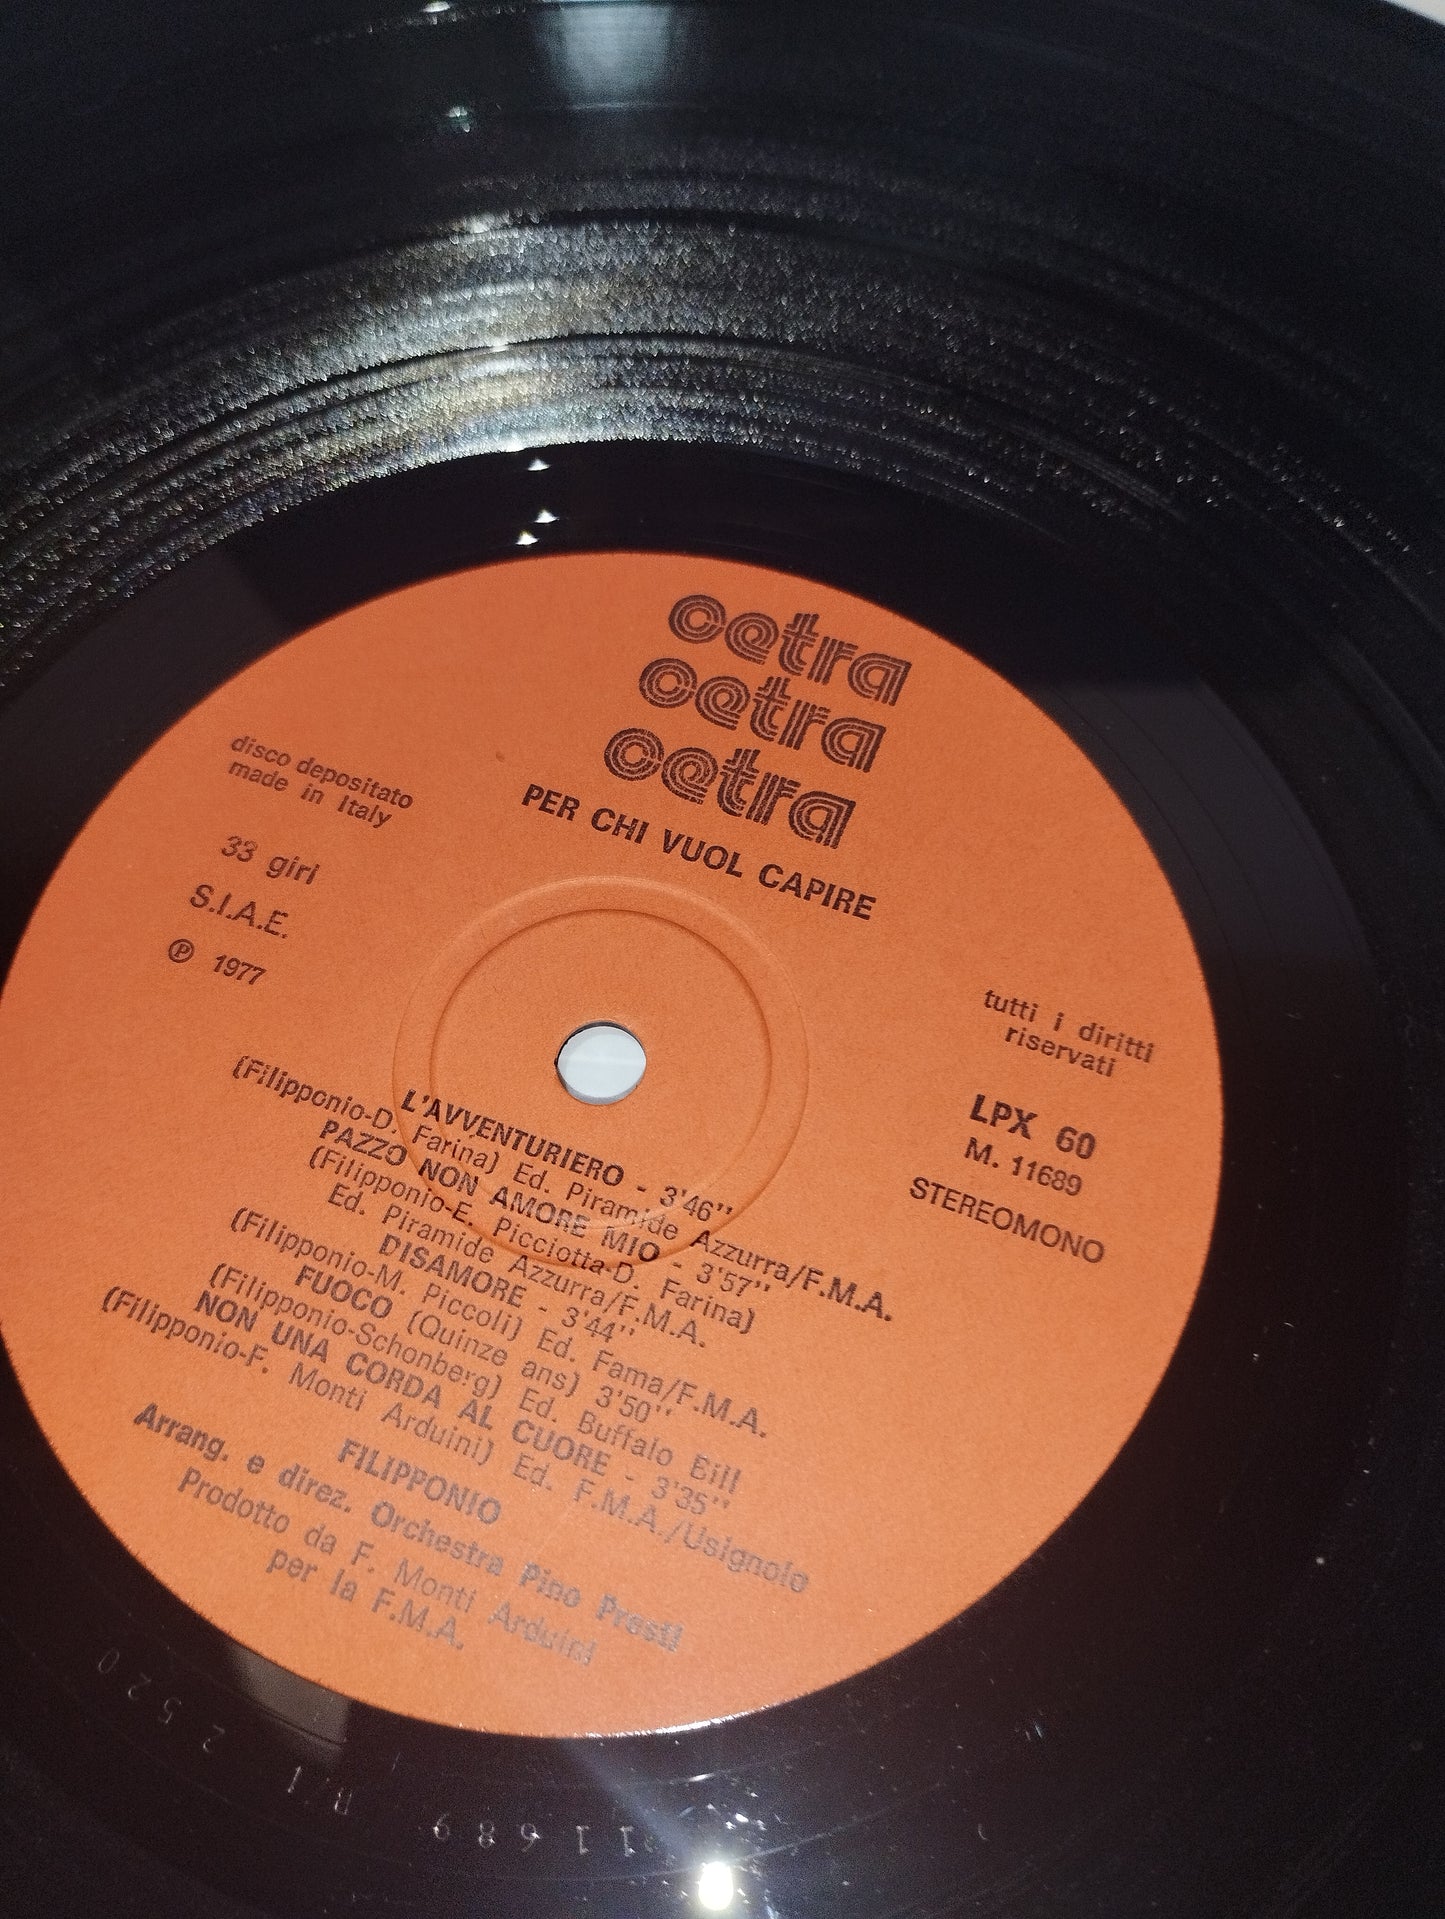 cetra
cetra
cetra
PER CHI VUOL CAPIRE
disco depositato
made in Italy
33 giri
S.I.A.E.
Ⓟ 1977
tutti i diritti
riservati
LPX 60
M. 11689
STEREOMONO
L'AVVENTURIERO - 3'46''
(Filipponio-D. Farina) Ed. Piramide Azzurra/F.M.A.
PAZZO NON AMORE MIO - 3'57''
(Filipponio-E. Picciotta-D. Farina)
Ed. Piramide Azzurra/F.M.A.
DISAMORE - 3'44''
(Filipponio-M. Piccoli) Ed. Fama/F.M.A.
FUOCO (Quinze ans) 3'50''
(Filipponio-Schonberg) Ed. Buffalo Bill
NON UNA CORDA AL CUORE - 3'35''
(Filipponio-F. Monti Arduini) Ed. F.M.A./Usignolo
FILIPPONIO
Arrang. e direz. Orchestra Pino Presti
Prodotto da F. Monti Arduini
per la F.M.A.
11689
2520